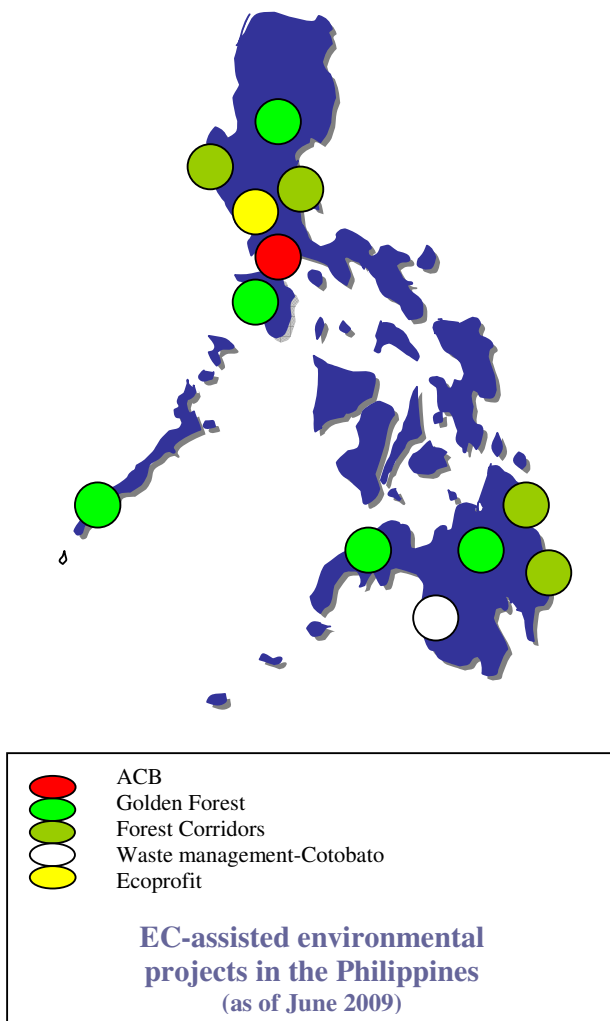 ACB
Golden Forest
Forest Corridors
Waste management-Cotobato
Ecoprofit
EC-assisted environmental
projects in the Philippines
(as of June 2009)